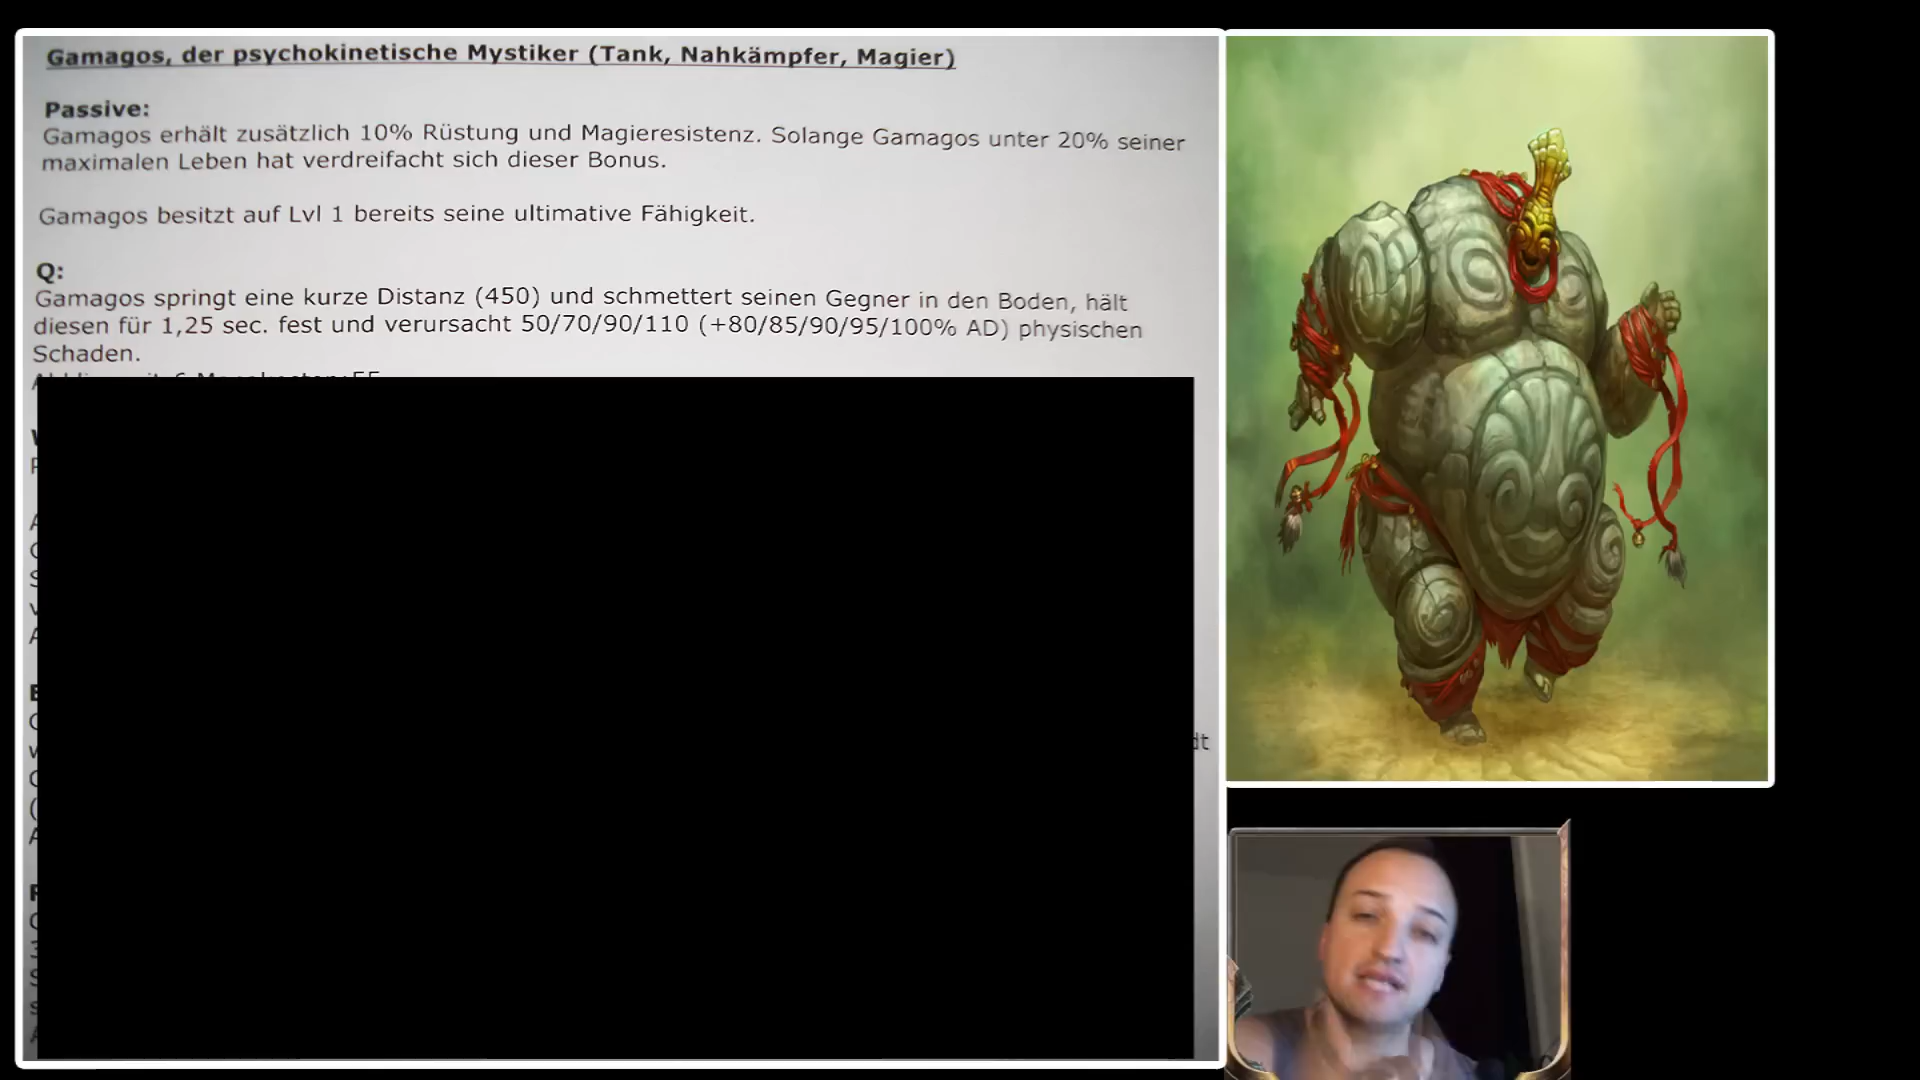 Gamagos, der psychokinetische Mystiker (Tank, Nahkämpfer, Magier)
Passive:
Gamagos erhält zusätzlich 10% Rüstung und Magieresistenz. Solange Gamagos unter 20% seiner
maximalen Leben hat verdreifacht sich dieser Bonus.
Gamagos besitzt auf Lvl 1 bereits seine ultimative Fähigkeit.
Q:
Gamagos springt eine kurze Distanz (450) und schmettert seinen Gegner in den Boden, hält
diesen für 1,25 sec. fest und verursacht 50/70/90/110 (+80/85/90/95/100% AD) physischen
Schaden.